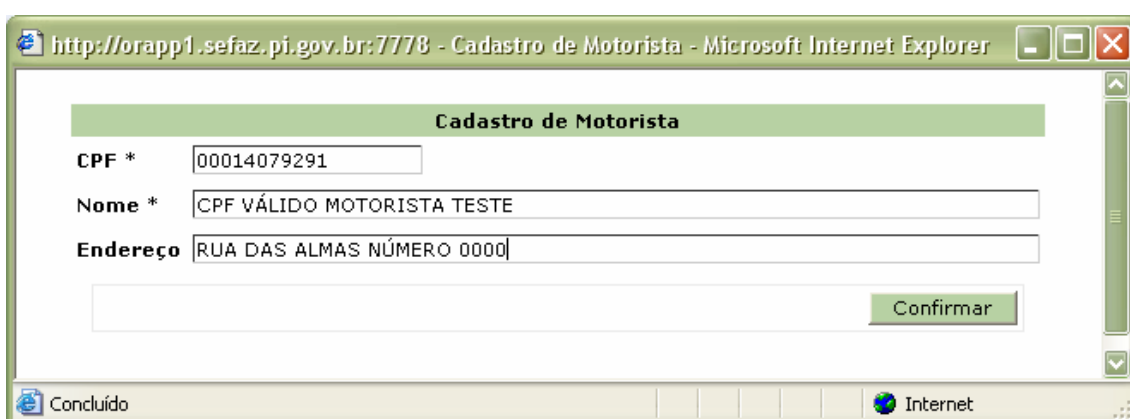 http://orapp1.sefaz.pi.gov.br:7778 - Cadastro de Motorista - Microsoft Internet Explorer
Cadastro de Motorista
CPF * 00014079291
Nome * CPF VÁLIDO MOTORISTA TESTE
Endereço RUA DAS ALMAS NÚMERO 0000
Confirmar
Concluído Internet